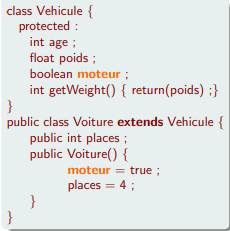 class Vehicule {
protected :
int age ;
float poids ;
boolean moteur ;
int getWeight() { return(poids) ;}
}
public class Voiture extends Vehicule {
public int places ;
public Voiture() {
moteur = true ;
places = 4 ;
}
}